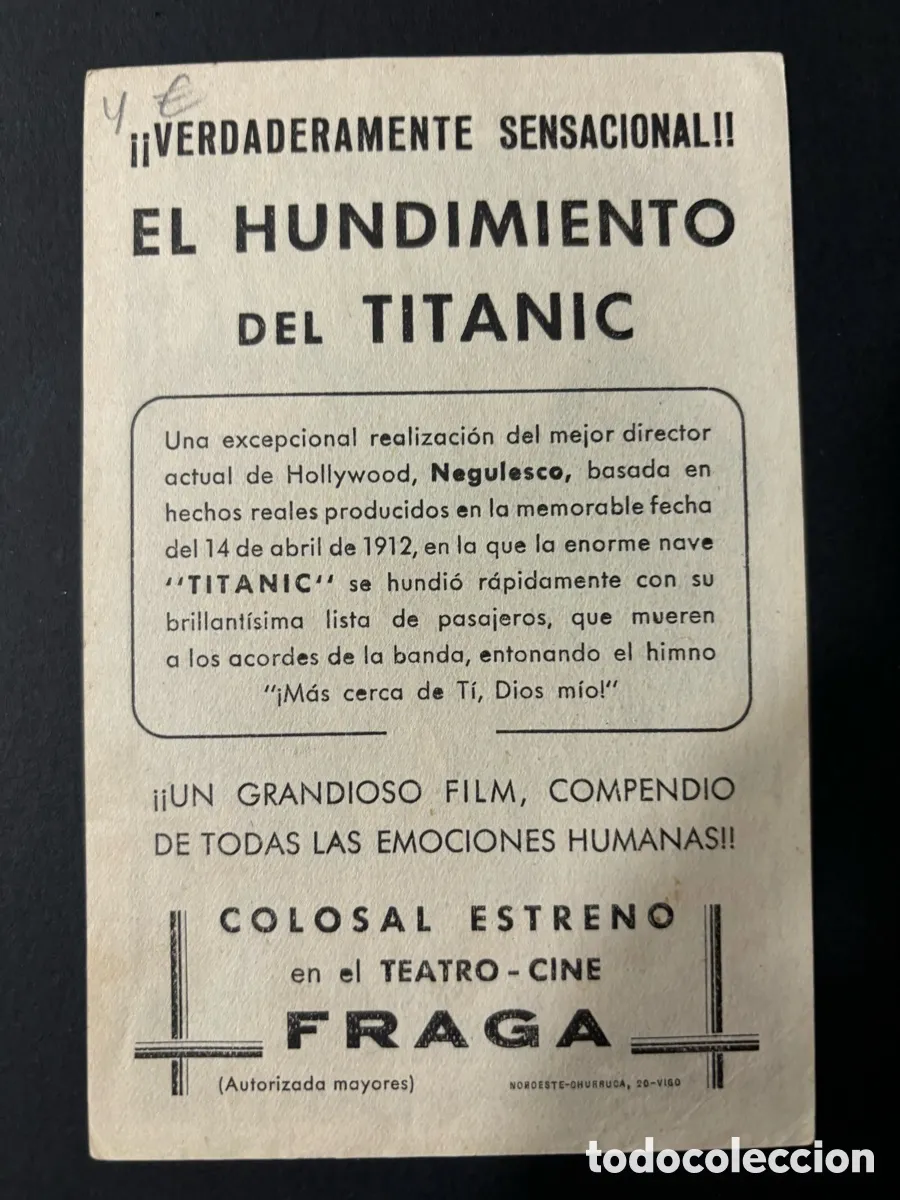 4 €
¡¡VERDADERAMENTE SENSACIONAL!!
EL HUNDIMIENTO
DEL TITANIC
Una excepcional realización del mejor director
actual de Hollywood, Negulesco, basada en
hechos reales producidos en la memorable fecha
del 14 de abril de 1912, en la que la enorme nave
"TITANIC" se hundió rápidamente con su
brillantísima lista de pasajeros, que mueren
a los acordes de la banda, entonando el himno
"¡Más cerca de Tí, Dios mío!"
¡¡UN GRANDIOSO FILM, COMPENDIO
DE TODAS LAS EMOCIONES HUMANAS!!
COLOSAL ESTRENO
en el TEATRO - CINE
FRAGA
(Autorizada mayores)
NOROESTE-CHURRUCA, 20-VIGO
todocoleccion